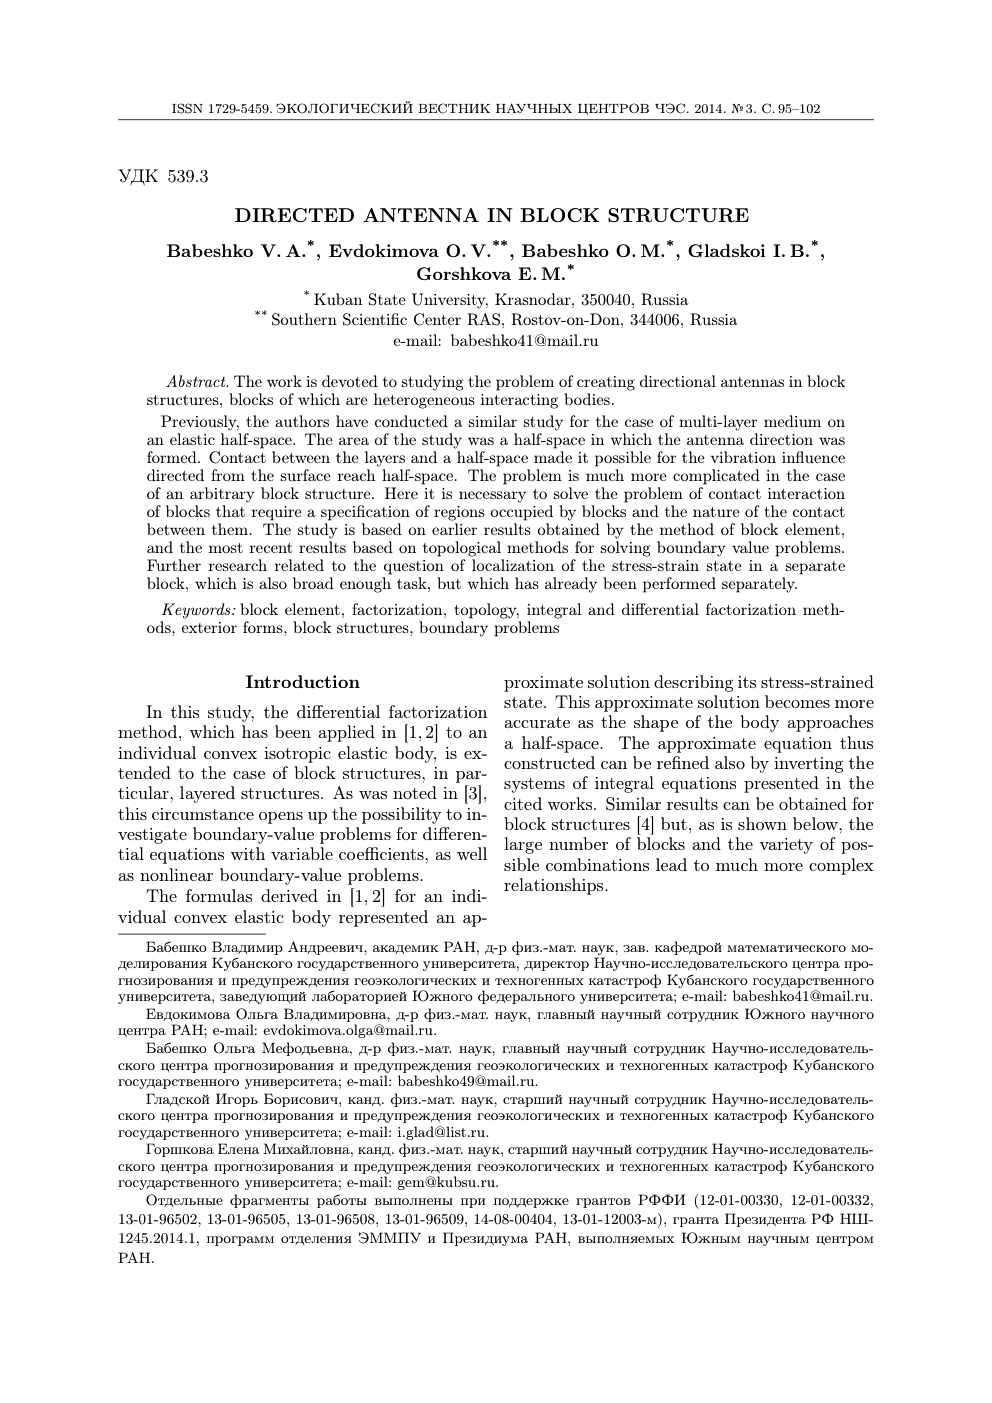 ISSN 1729-5459. ЭКОЛОГИЧЕСКИЙ ВЕСТНИК НАУЧНЫХ ЦЕНТРОВ ЧЭС. 2014. № 3. С. 95–102
УДК 539.3
DIRECTED ANTENNA IN BLOCK STRUCTURE
Babeshko V. A.*, Evdokimova O. V.**, Babeshko O. M.*, Gladskoi I. B.*,
Gorshkova E. M.*
* Kuban State University, Krasnodar, 350040, Russia
** Southern Scientific Center RAS, Rostov-on-Don, 344006, Russia
e-mail: babeshko41@mail.ru
Abstract. The work is devoted to studying the problem of creating directional antennas in block
structures, blocks of which are heterogeneous interacting bodies.
Previously, the authors have conducted a similar study for the case of multi-layer medium on
an elastic half-space. The area of the study was a half-space in which the antenna direction was
formed. Contact between the layers and a half-space made it possible for the vibration influence
directed from the surface reach half-space. The problem is much more complicated in the case
of an arbitrary block structure. Here it is necessary to solve the problem of contact interaction
of blocks that require a specification of regions occupied by blocks and the nature of the contact
between them. The study is based on earlier results obtained by the method of block element,
and the most recent results based on topological methods for solving boundary value problems.
Further research related to the question of localization of the stress-strain state in a separate
block, which is also broad enough task, but which has already been performed separately.
Keywords: block element, factorization, topology, integral and differential factorization meth-
ods, exterior forms, block structures, boundary problems
Introduction
In this study, the differential factorization
method, which has been applied in [1, 2] to an
individual convex isotropic elastic body, is ex-
tended to the case of block structures, in par-
ticular, layered structures. As was noted in [3],
this circumstance opens up the possibility to in-
vestigate boundary-value problems for differen-
tial equations with variable coefficients, as well
as nonlinear boundary-value problems.
The formulas derived in [1, 2] for an indi-
vidual convex elastic body represented an ap-
proximate solution describing its stress-strained
state. This approximate solution becomes more
accurate as the shape of the body approaches
a half-space. The approximate equation thus
constructed can be refined also by inverting the
systems of integral equations presented in the
cited works. Similar results can be obtained for
block structures [4] but, as is shown below, the
large number of blocks and the variety of pos-
sible combinations lead to much more complex
relationships.
Бабешко Владимир Андреевич, академик РАН, д-р физ.-мат. наук, зав. кафедрой математического мо-
делирования Кубанского государственного университета, директор Научно-исследовательского центра про-
гнозирования и предупреждения геоэкологических и техногенных катастроф Кубанского государственного
университета, заведующий лабораторией Южного федерального университета; e-mail: babeshko41@mail.ru.
Евдокимова Ольга Владимировна, д-р физ.-мат. наук, главный научный сотрудник Южного научного
центра РАН; e-mail: evdokimova.olga@mail.ru.
Бабешко Ольга Мефодьевна, д-р физ.-мат. наук, главный научный сотрудник Научно-исследователь-
ского центра прогнозирования и предупреждения геоэкологических и техногенных катастроф Кубанского
государственного университета; e-mail: babeshko49@mail.ru.
Гладской Игорь Борисович, канд. физ.-мат. наук, старший научный сотрудник Научно-исследователь-
ского центра прогнозирования и предупреждения геоэкологических и техногенных катастроф Кубанского
государственного университета; e-mail: i.glad@list.ru.
Горшкова Елена Михайловна, канд. физ.-мат. наук, старший научный сотрудник Научно-исследователь-
ского центра прогнозирования и предупреждения геоэкологических и техногенных катастроф Кубанского
государственного университета; e-mail: gem@kubsu.ru.
Отдельные фрагменты работы выполнены при поддержке грантов РФФИ (12-01-00330, 12-01-00332,
13-01-96502, 13-01-96505, 13-01-96508, 13-01-96509, 14-08-00404, 13-01-12003-м), гранта Президента РФ НШ-
1245.2014.1, программ отделения ЭММПУ и Президиума РАН, выполняемых Южным научным центром
РАН.